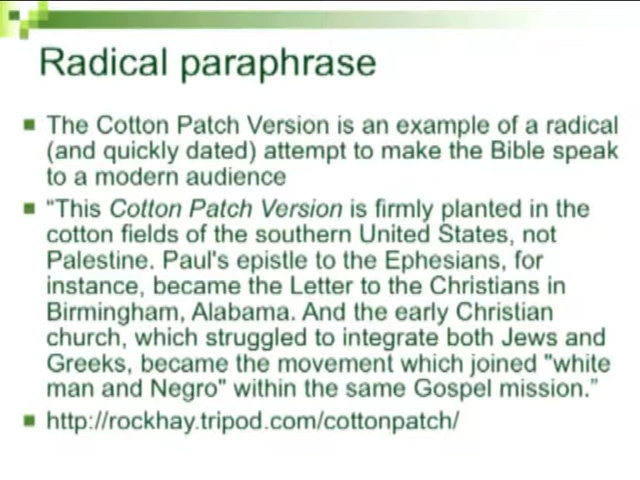 Radical paraphrase
The Cotton Patch Version is an example of a radical
(and quickly dated) attempt to make the Bible speak
to a modern audience
"This Cotton Patch Version is firmly planted in the
cotton fields of the southern United States, not
Palestine. Paul's epistle to the Ephesians, for
instance, became the Letter to the Christians in
Birmingham, Alabama. And the early Christian
church, which struggled to integrate both Jews and
Greeks, became the movement which joined "white
man and Negro" within the same Gospel mission."
http://rockhay.tripod.com/cottonpatch/